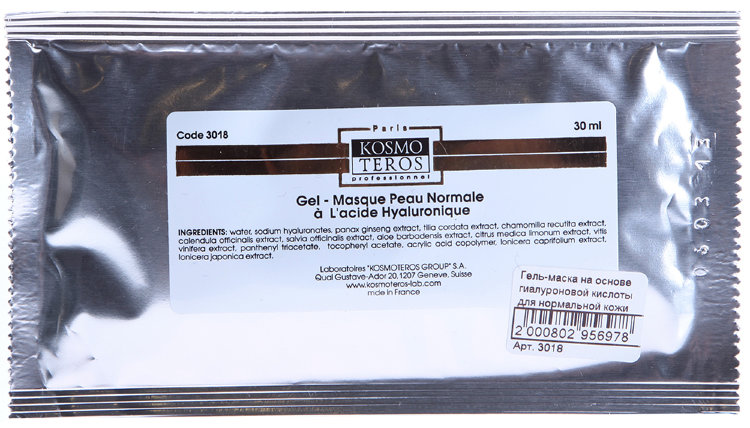 Code 3018
30 ml
Paris
KOSMO
TEROS
professionnel
Gel - Masque Peau Normale
à L'acide Hyaluronique
INGREDIENTS: water, sodium hyaluronates, panax ginseng extract, tilia cordata extract, chamomilla recutita extract,
calendula officinalis extract, salvia officinalis extract, aloe barbadensis extract, citrus medica limonum extract, vitis
vinifera extract, panthenyl triacetate, tocopheryl acetate, acrylic acid copolymer, lonicera caprifolium extract,
lonicera japonica extract.
Laboratoires "KOSMOTEROS GROUP" S.A.
Quai Gustave-Ador 20,1207 Geneve, Suisse
www.kosmoteros-lab.com
made in France
Гель-маска на основе
гиалуроновой кислоты
для нормальной кожи
2 000802 956978
Арт. 3018
06 03 13